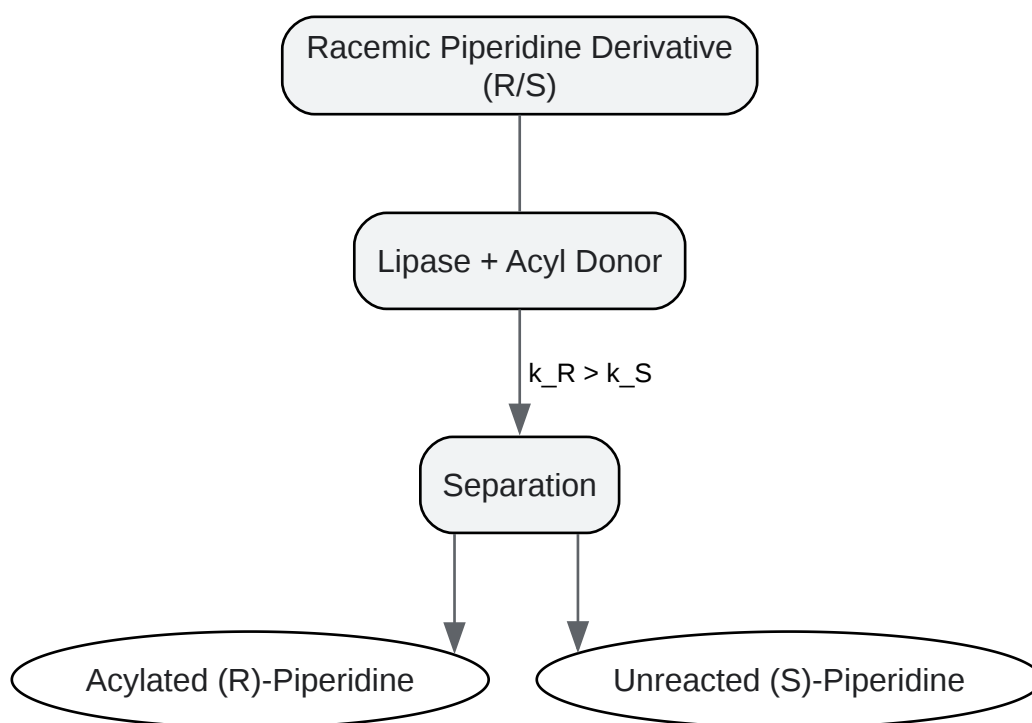 Racemic Piperidine Derivative
(R/S)
Lipase + Acyl Donor
k_R > k_S
Separation
Acylated (R)-Piperidine
Unreacted (S)-Piperidine